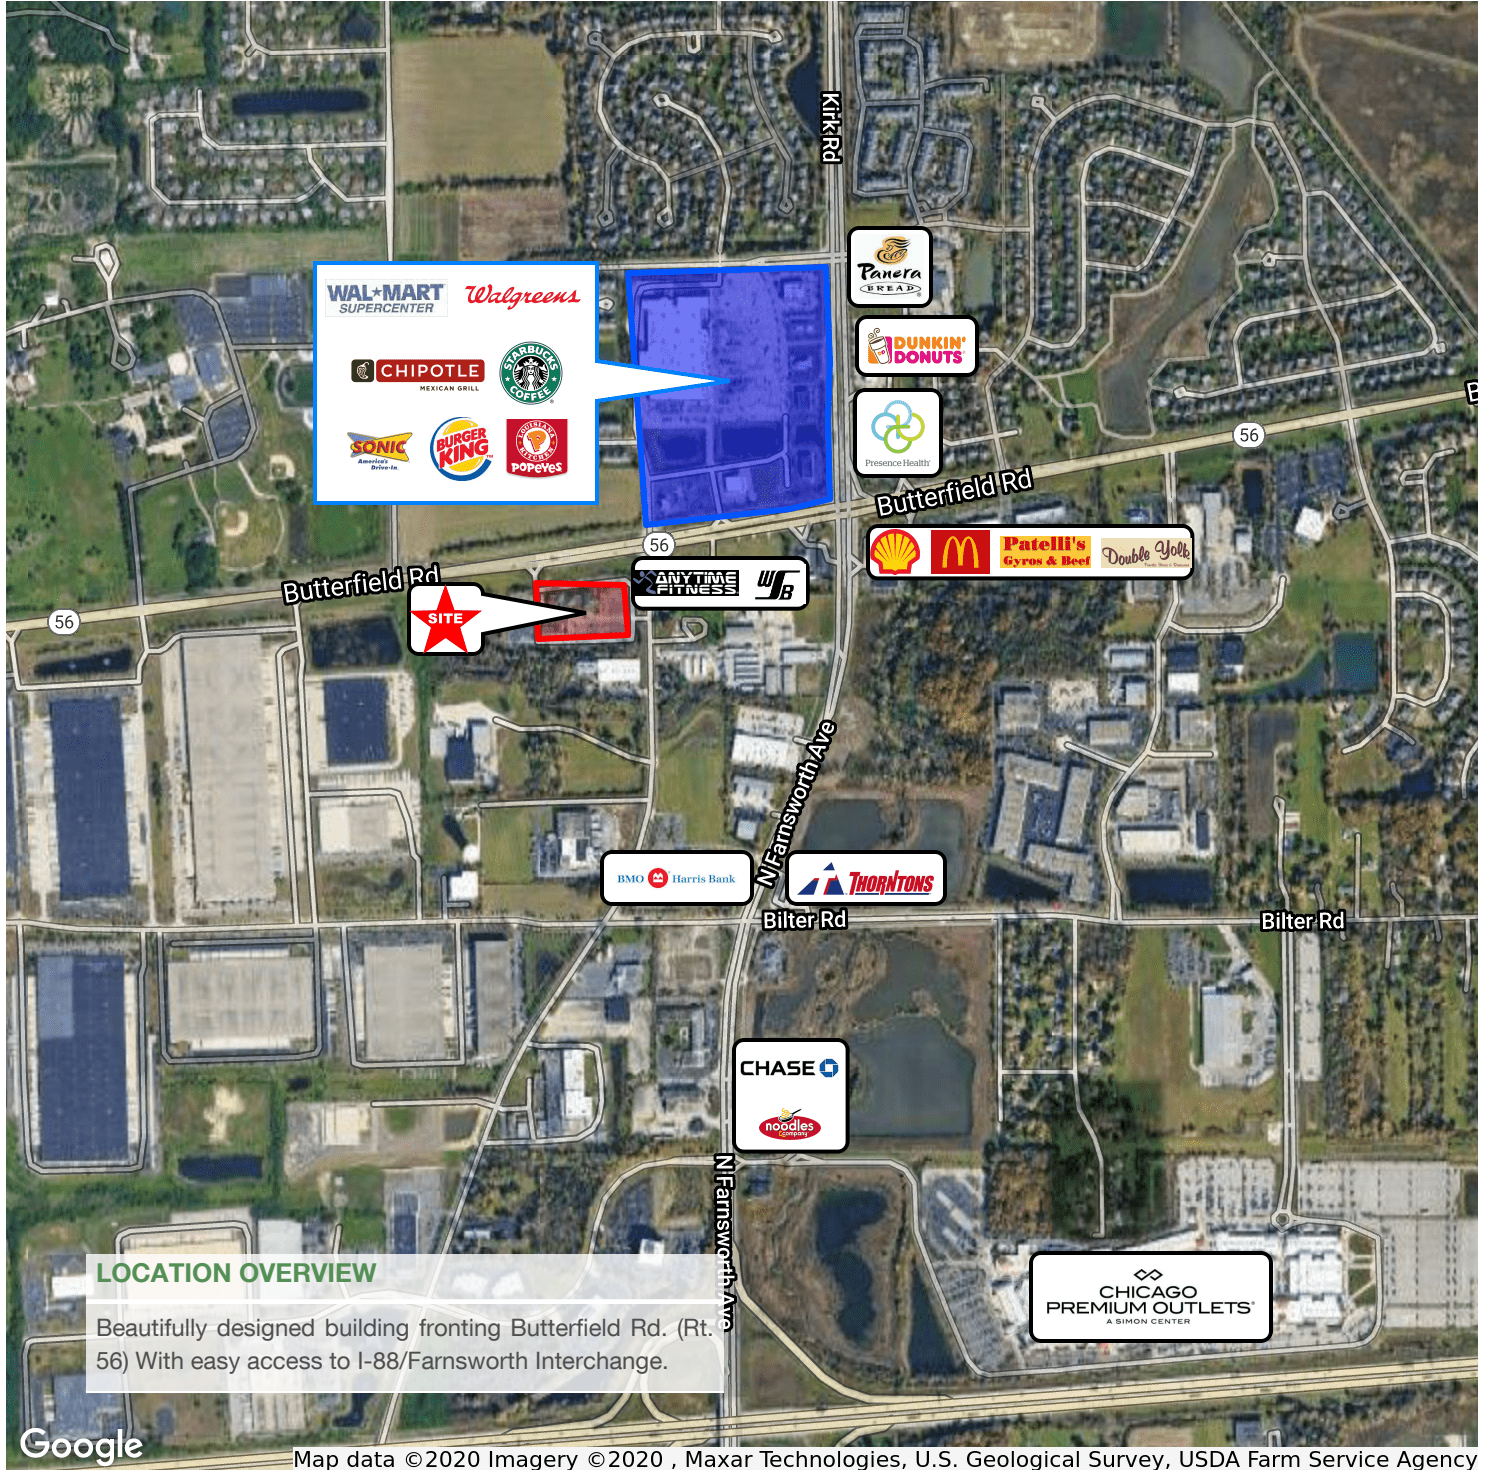 Kirk Rd
Panera
BREAD
WAL★MART
SUPERCENTER
Walgreens
CHIPOTLE
MEXICAN GRILL
STARBUCKS
COFFEE
SONIC
America's
Drive-In.
BURGER
KING™
LOUISIANA
KITCHEN
POPEYES
DUNKIN'
DONUTS
Presence Health
B
56
Butterfield Rd
56
Butterfield Rd
56
SITE
ANYTIME
FITNESS
WSB
M
Patelli's
Gyros & Beef
Double Yolk
N Farnsworth Ave
BMO Harris Bank
THORNTONS
Bilter Rd
Bilter Rd
CHASE
noodles
& company
N Farnsworth Ave
CHICAGO
PREMIUM OUTLETS®
A SIMON CENTER
LOCATION OVERVIEW
Beautifully designed building fronting Butterfield Rd. (Rt.
56) With easy access to I-88/Farnsworth Interchange.
Google
Map data ©2020 Imagery ©2020 , Maxar Technologies, U.S. Geological Survey, USDA Farm Service Agency